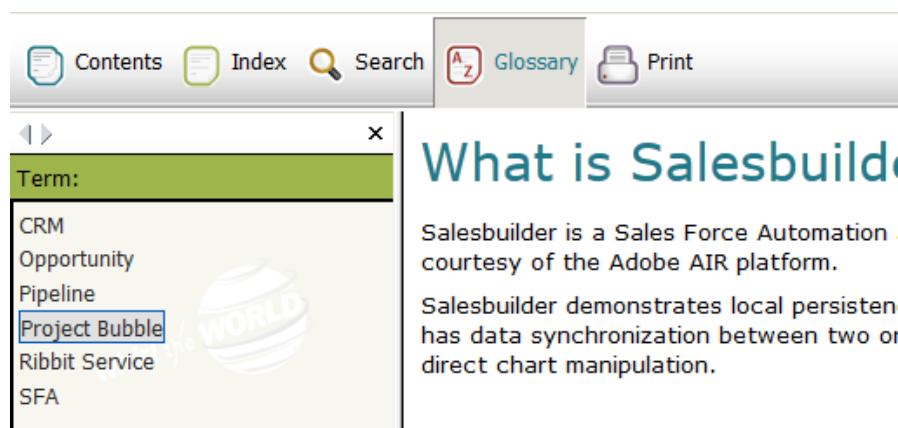 Contents Index Search Glossary Print
Term:
CRM
Opportunity
Pipeline
Project Bubble
Ribbit Service
SFA
WORLD
What is Salesbuilde
Salesbuilder is a Sales Force Automation
courtesy of the Adobe AIR platform.
Salesbuilder demonstrates local persisten
has data synchronization between two or
direct chart manipulation.